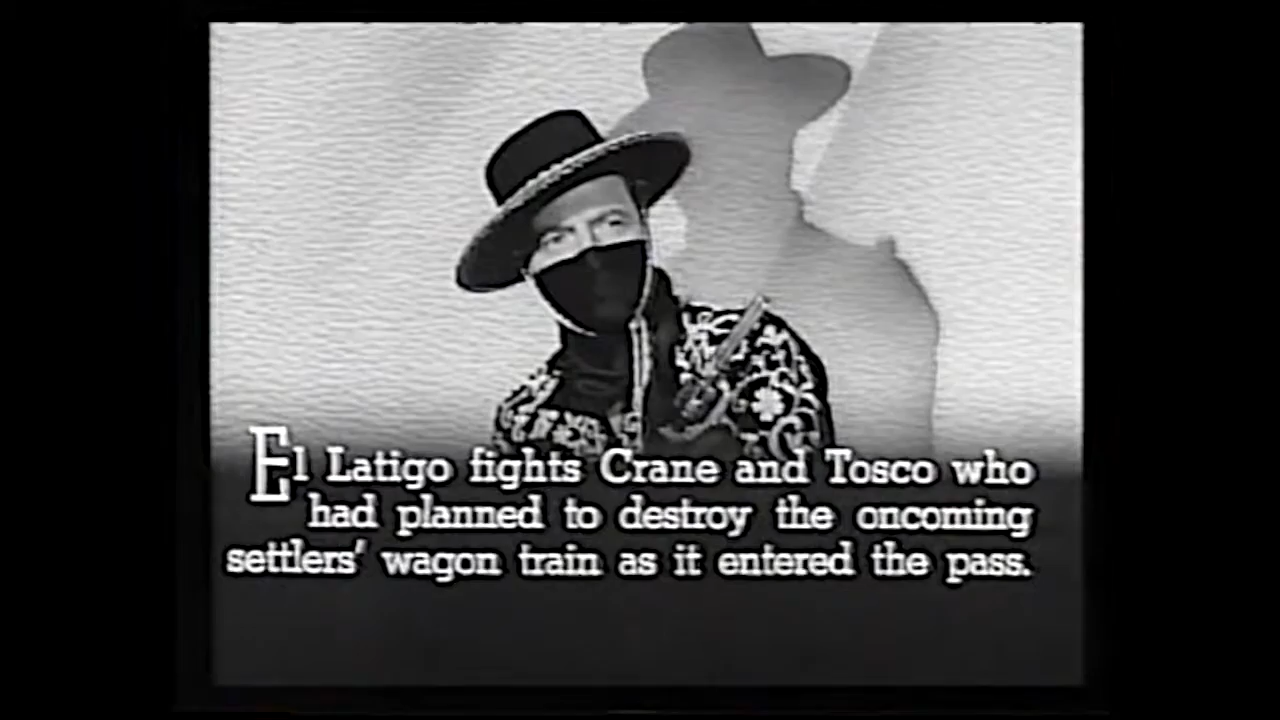 El Latigo fights Crane and Tosco who
had planned to destroy the oncoming
settlers' wagon train as it entered the pass.